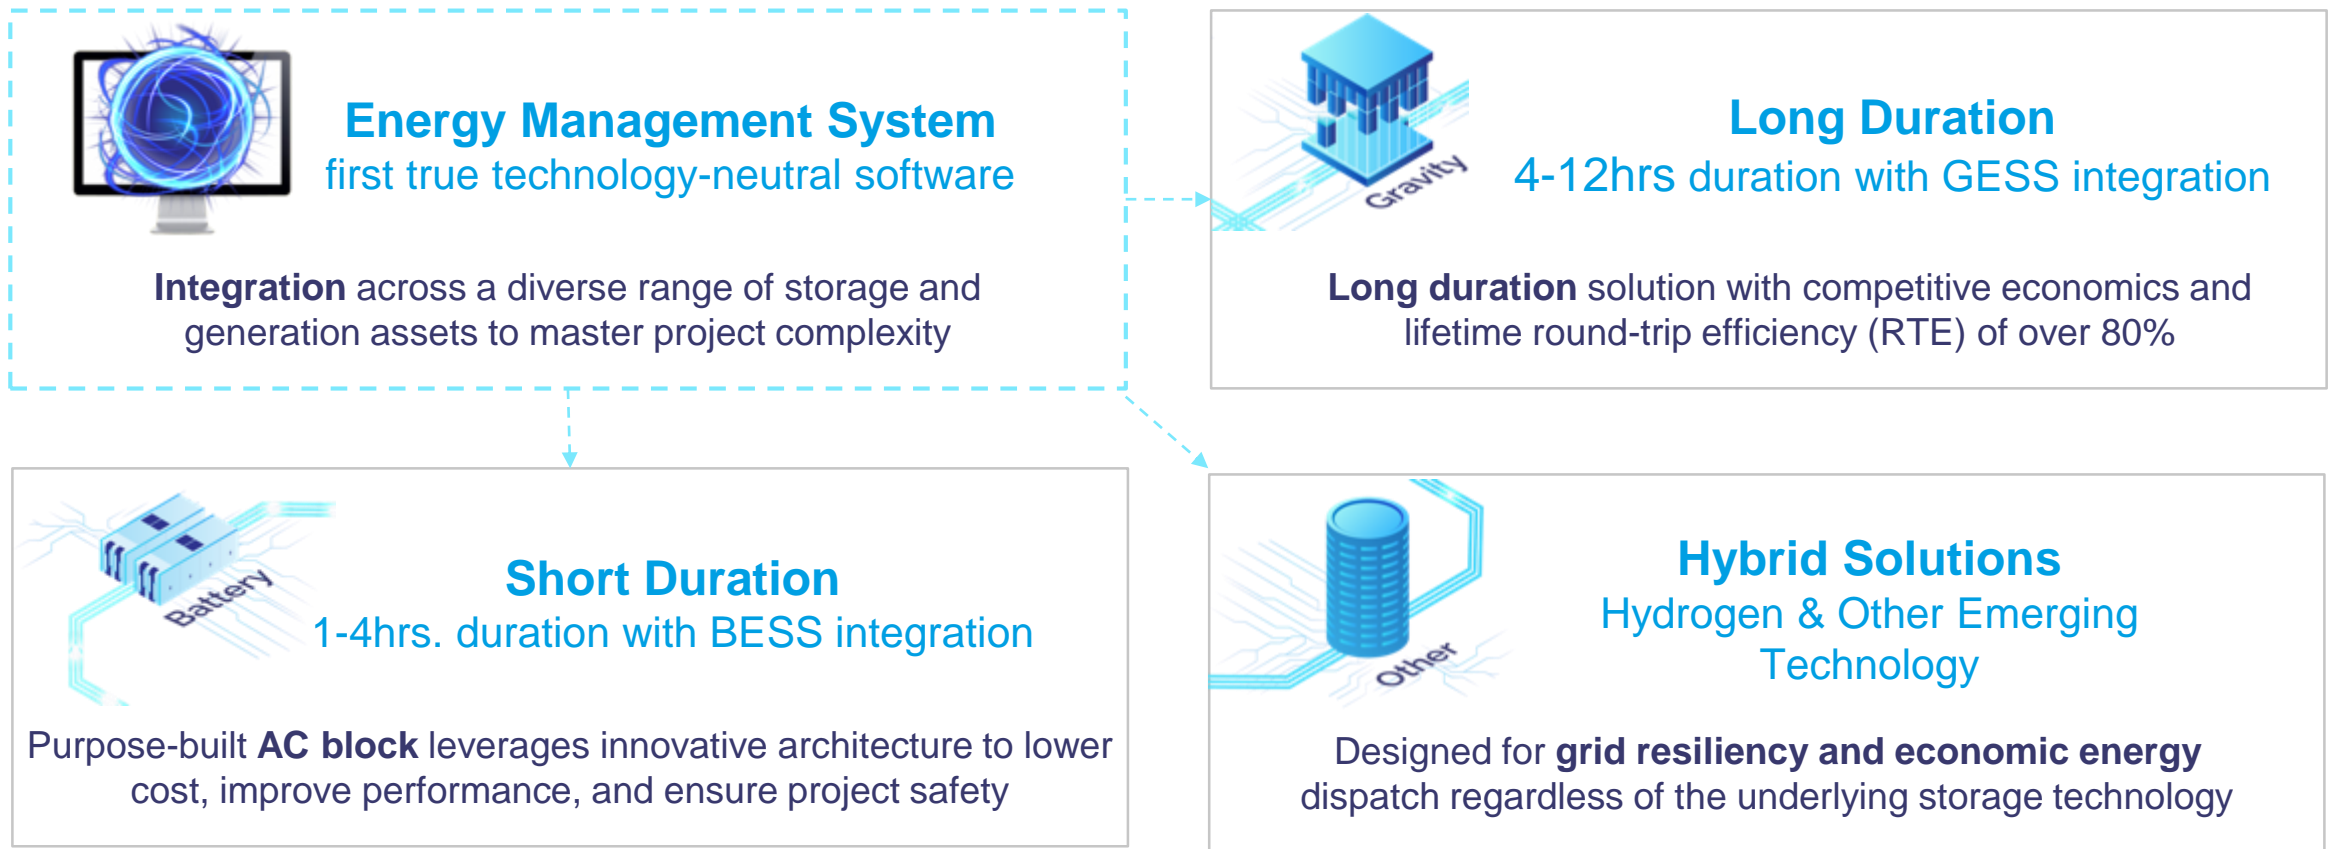 Energy Management System
first true technology-neutral software
Integration across a diverse range of storage and
generation assets to master project complexity
Gravity
Long Duration
4-12hrs duration with GESS integration
Long duration solution with competitive economics and
lifetime round-trip efficiency (RTE) of over 80%
Battery
Short Duration
1-4hrs. duration with BESS integration
Purpose-built AC block leverages innovative architecture to lower
cost, improve performance, and ensure project safety
Other
Hybrid Solutions
Hydrogen & Other Emerging
Technology
Designed for grid resiliency and economic energy
dispatch regardless of the underlying storage technology